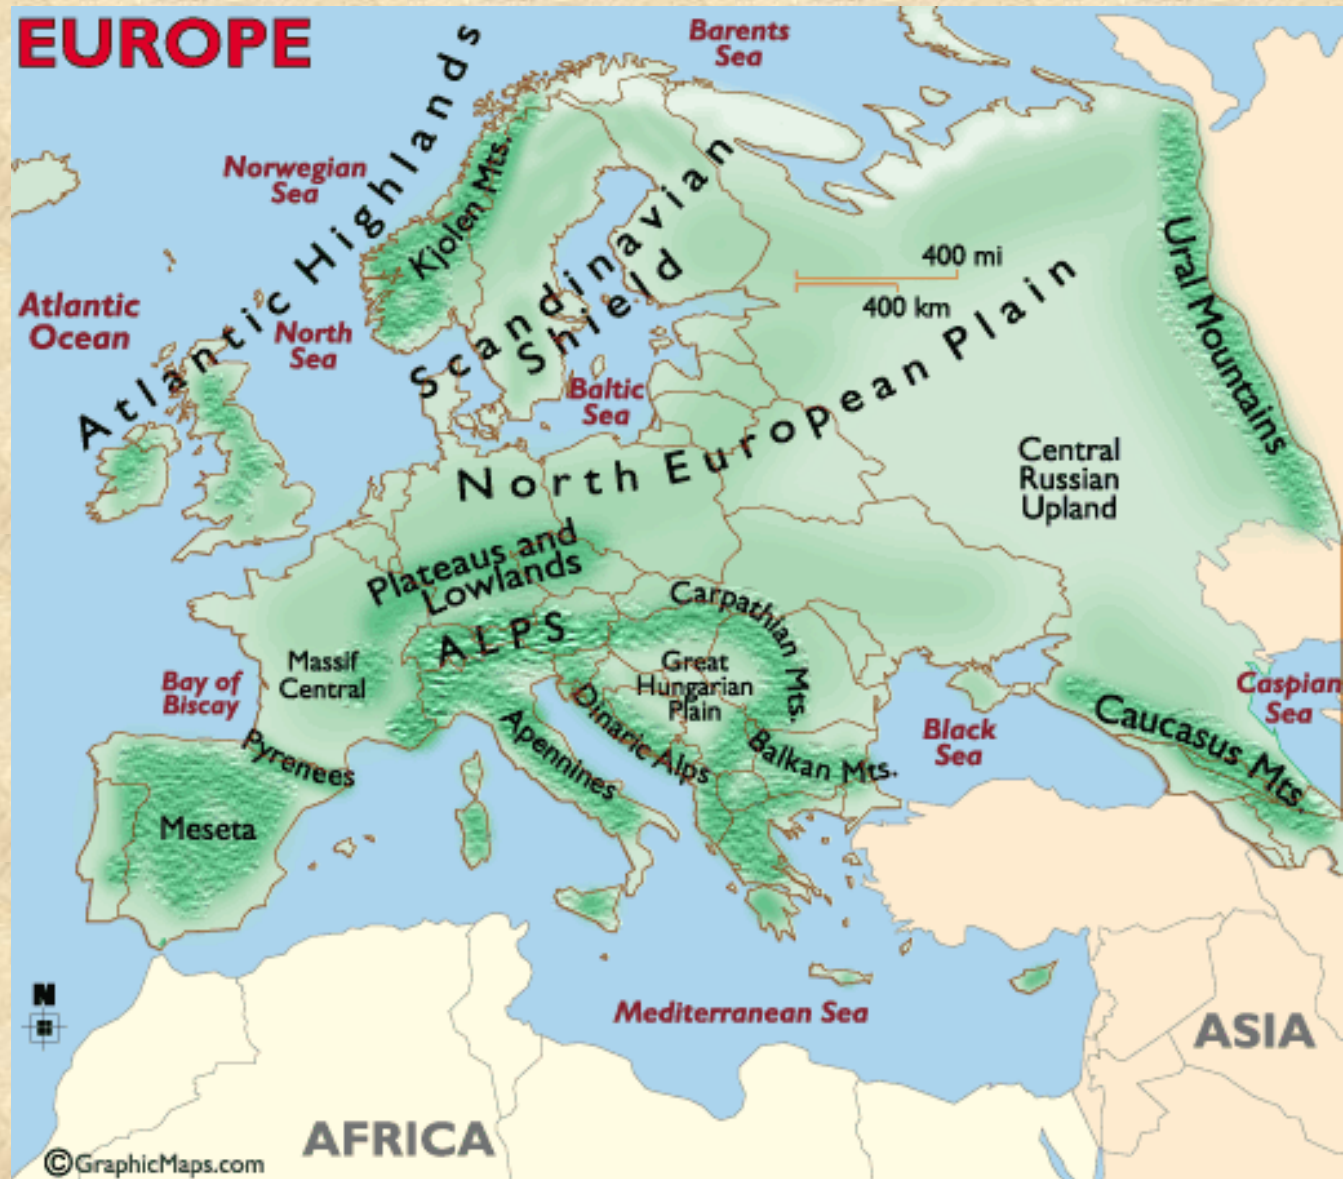 EUROPE
Barents
Sea
Norwegian
Sea
Atlantic Highlands
Kjolen Mts.
Scandinavian
Shield
Atlantic
Ocean
North
Sea
400 mi
400 km
Ural Mountains
Baltic
Sea
North European Plain
Central
Russian
Upland
Plateaus and
Lowlands
Carpathian Mts.
ALPS
Massif
Central
Great
Hungarian
Plain
Bay of
Biscay
Pyrenees
Apennines
Dinaric Alps
Balkan Mts.
Black
Sea
Caucasus Mts.
Caspian
Sea
Meseta
Mediterranean Sea
N
ASIA
AFRICA
©GraphicMaps.com